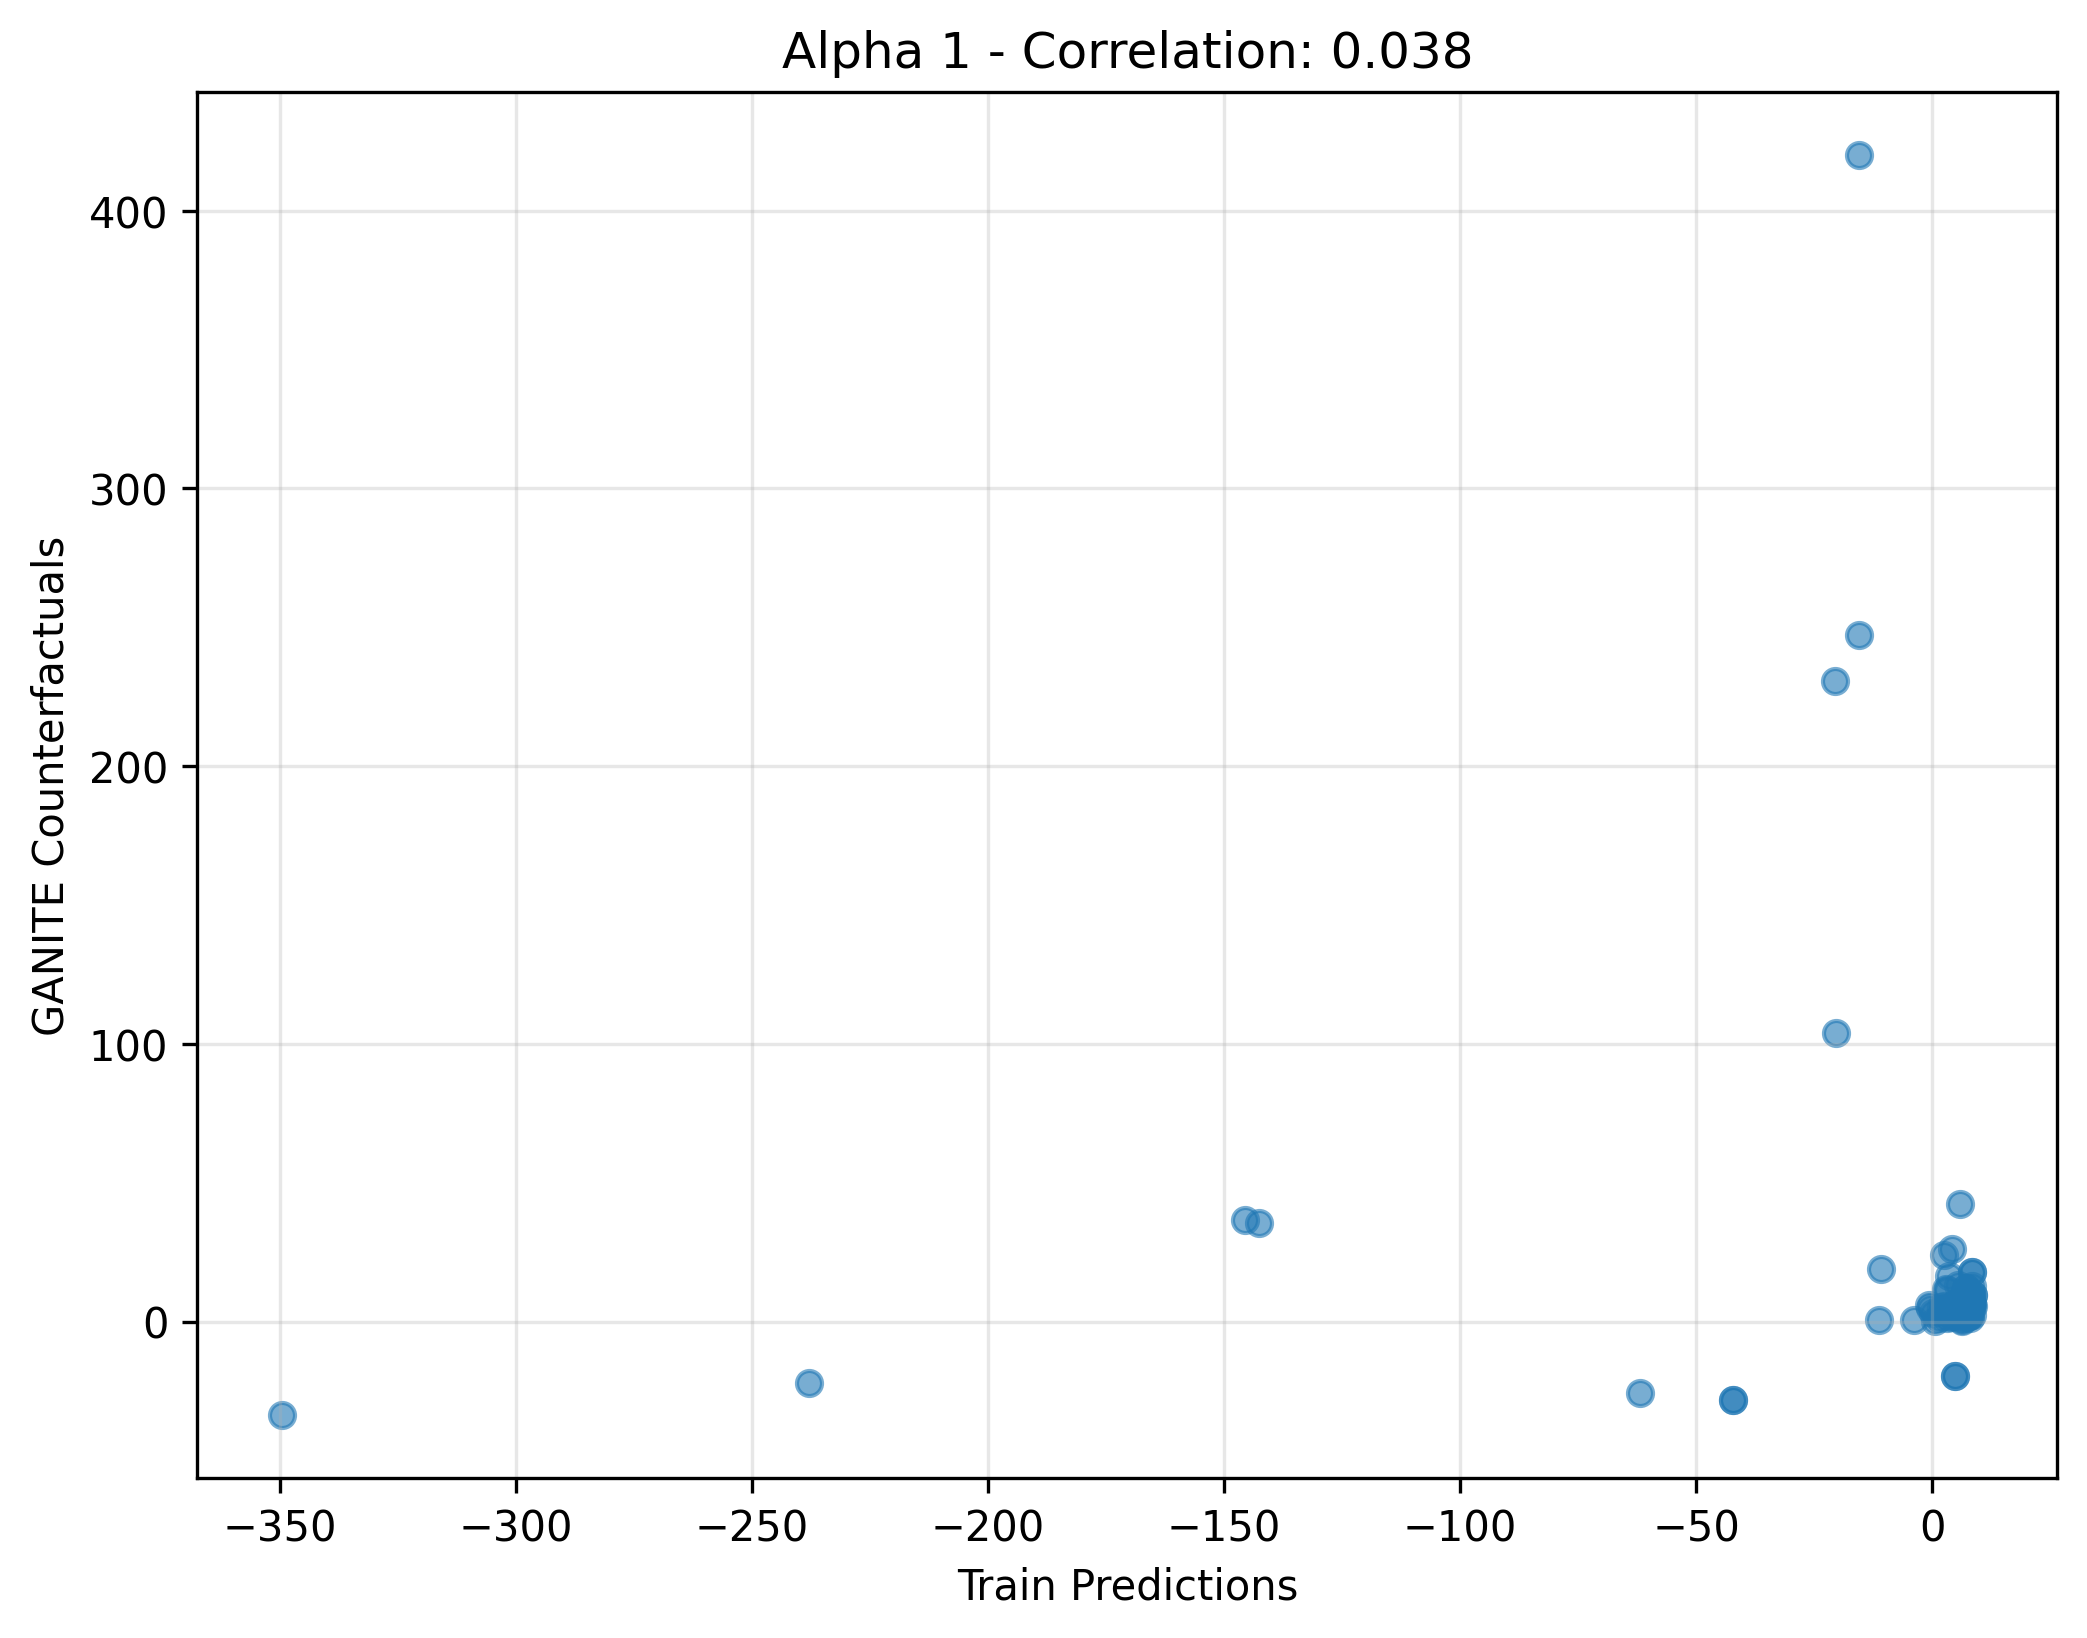 Alpha 1 - Correlation: 0.038
GANITE Counterfactuals
400
300
200
100
0
−350 −300 −250 −200 −150 −100 −50 0
Train Predictions